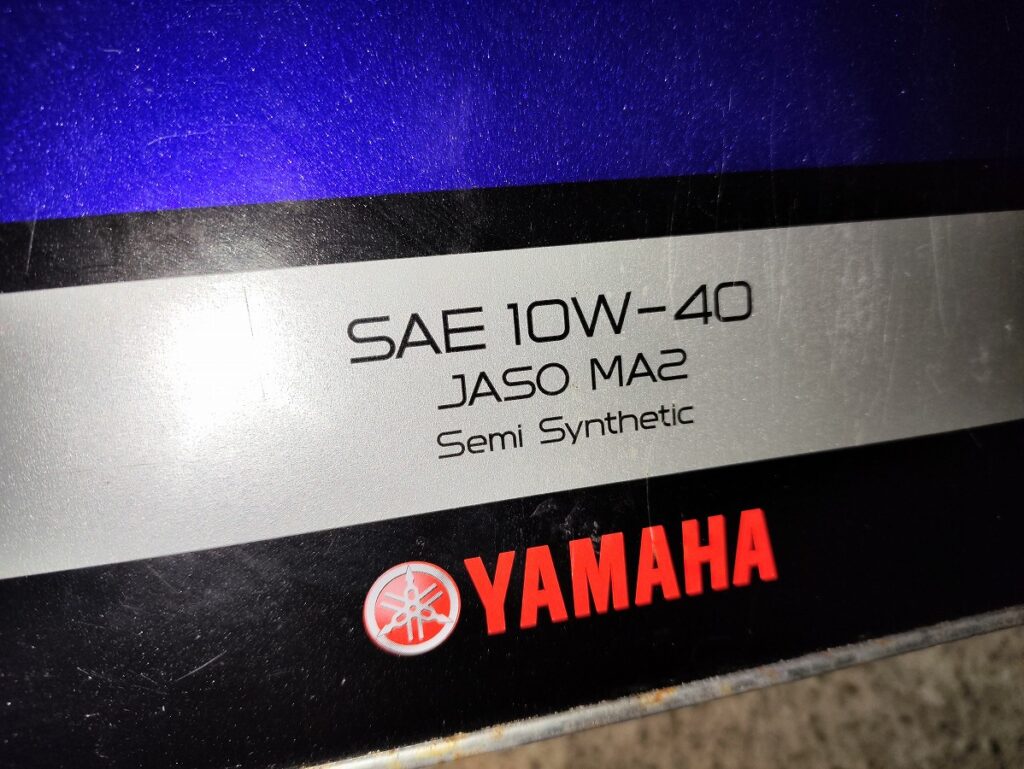 SAE 10W-40
JASO MA2
Semi Synthetic
YAMAHA